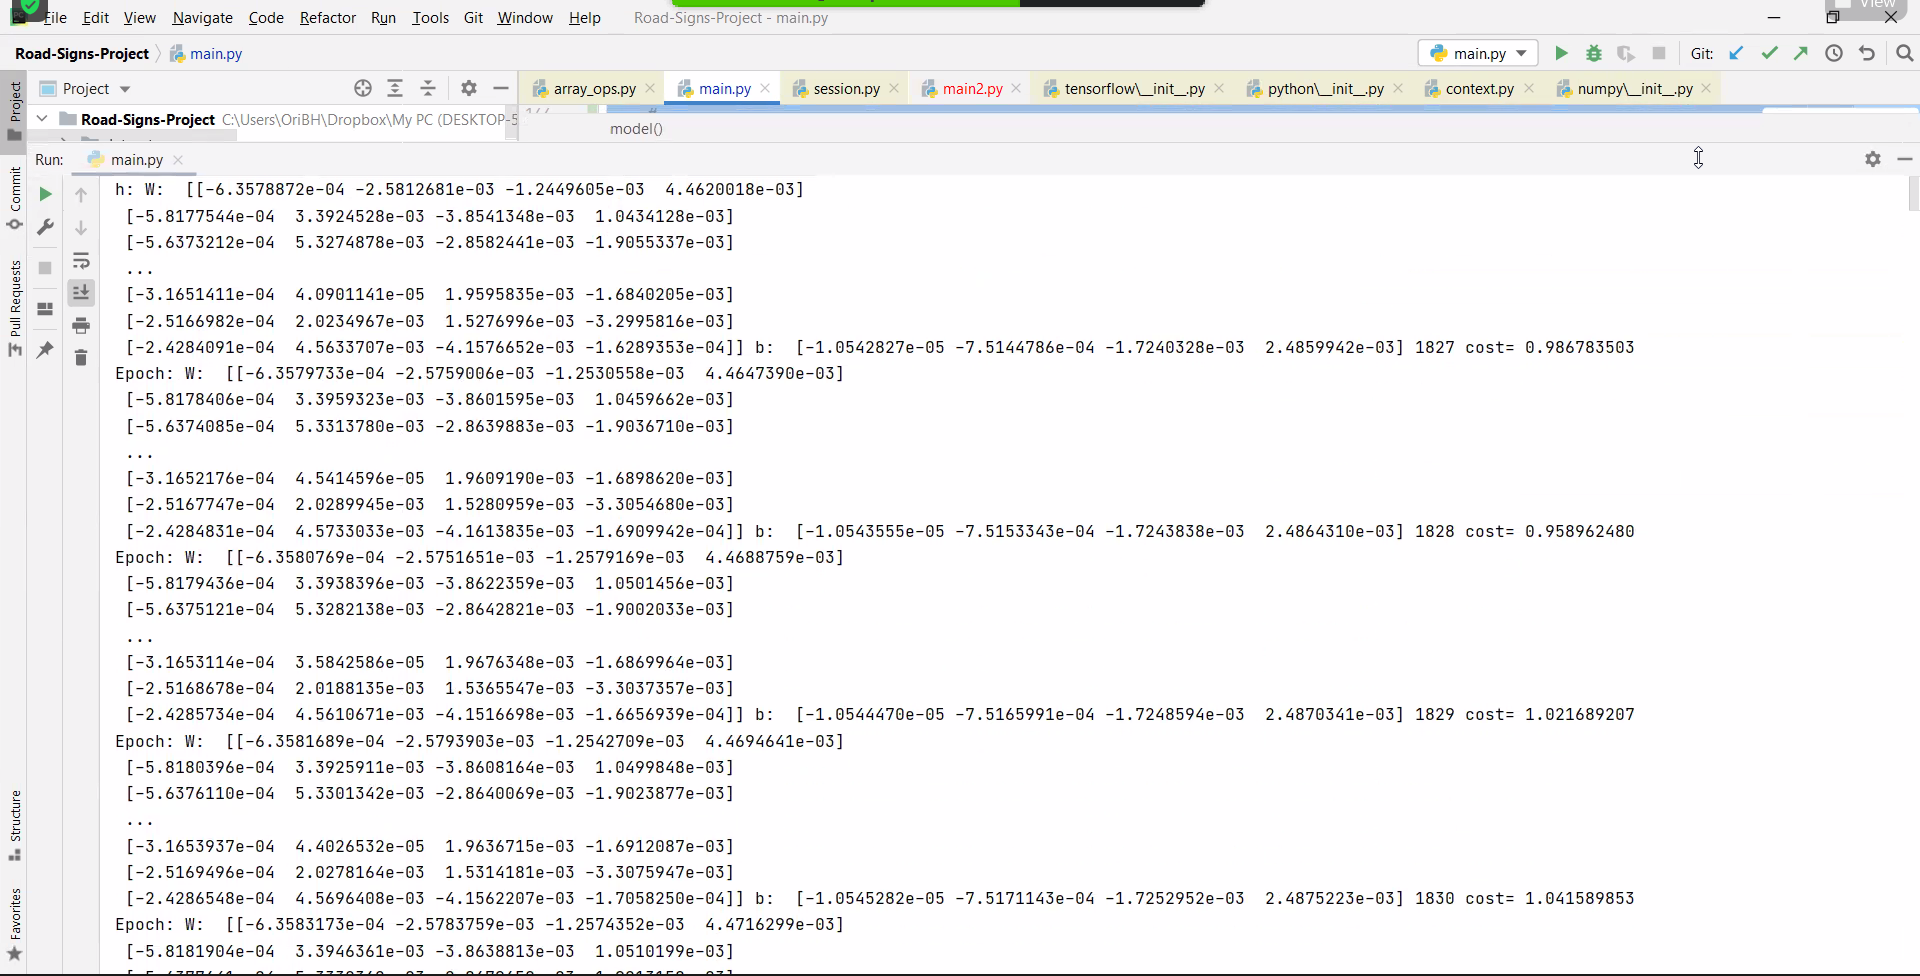 View
File Edit View Navigate Code Refactor Run Tools Git Window Help Road-Signs-Project - main.py
Road-Signs-Project main.py main.py Git:
Project array_ops.py main.py session.py main2.py tensorflow\__init__.py python\__init__.py context.py numpy\__init__.py
Project
Road-Signs-Project C:\Users\OriBH\Dropbox\My PC (DESKTOP-5
model()
Run: main.py
Commit
Pull Requests
Structure
Favorites
h: W:  [[-6.3578872e-04 -2.5812681e-03 -1.2449605e-03  4.4620018e-03]
[-5.8177544e-04  3.3924528e-03 -3.8541348e-03  1.0434128e-03]
[-5.6373212e-04  5.3274878e-03 -2.8582441e-03 -1.9055337e-03]
...
[-3.1651411e-04  4.0901141e-05  1.9595835e-03 -1.6840205e-03]
[-2.5166982e-04  2.0234967e-03  1.5276996e-03 -3.2995816e-03]
[-2.4284091e-04  4.5633707e-03 -4.1576652e-03 -1.6289353e-04]] b:  [-1.0542827e-05 -7.5144786e-04 -1.7240328e-03  2.4859942e-03] 1827 cost= 0.986783503
Epoch: W:  [[-6.3579733e-04 -2.5759006e-03 -1.2530558e-03  4.4647390e-03]
[-5.8178406e-04  3.3959323e-03 -3.8601595e-03  1.0459662e-03]
[-5.6374085e-04  5.3313780e-03 -2.8639883e-03 -1.9036710e-03]
...
[-3.1652176e-04  4.5414596e-05  1.9609190e-03 -1.6898620e-03]
[-2.5167747e-04  2.0289945e-03  1.5280959e-03 -3.3054680e-03]
[-2.4284831e-04  4.5733033e-03 -4.1613835e-03 -1.6909942e-04]] b:  [-1.0543555e-05 -7.5153343e-04 -1.7243838e-03  2.4864310e-03] 1828 cost= 0.958962480
Epoch: W:  [[-6.3580769e-04 -2.5751651e-03 -1.2579169e-03  4.4688759e-03]
[-5.8179436e-04  3.3938396e-03 -3.8622359e-03  1.0501456e-03]
[-5.6375121e-04  5.3282138e-03 -2.8642821e-03 -1.9002033e-03]
...
[-3.1653114e-04  3.5842586e-05  1.9676348e-03 -1.6869964e-03]
[-2.5168678e-04  2.0188135e-03  1.5365547e-03 -3.3037357e-03]
[-2.4285734e-04  4.5610671e-03 -4.1516698e-03 -1.6656939e-04]] b:  [-1.0544470e-05 -7.5165991e-04 -1.7248594e-03  2.4870341e-03] 1829 cost= 1.021689207
Epoch: W:  [[-6.3581689e-04 -2.5793903e-03 -1.2542709e-03  4.4694641e-03]
[-5.8180396e-04  3.3925911e-03 -3.8608164e-03  1.0499848e-03]
[-5.6376110e-04  5.3301342e-03 -2.8640069e-03 -1.9023877e-03]
...
[-3.1653937e-04  4.4026532e-05  1.9636715e-03 -1.6912087e-03]
[-2.5169496e-04  2.0278164e-03  1.5314181e-03 -3.3075947e-03]
[-2.4286548e-04  4.5696408e-03 -4.1562207e-03 -1.7058250e-04]] b:  [-1.0545282e-05 -7.5171143e-04 -1.7252952e-03  2.4875223e-03] 1830 cost= 1.041589853
Epoch: W:  [[-6.3583173e-04 -2.5783759e-03 -1.2574352e-03  4.4716299e-03]
[-5.8181904e-04  3.3946361e-03 -3.8638813e-03  1.0510199e-03]